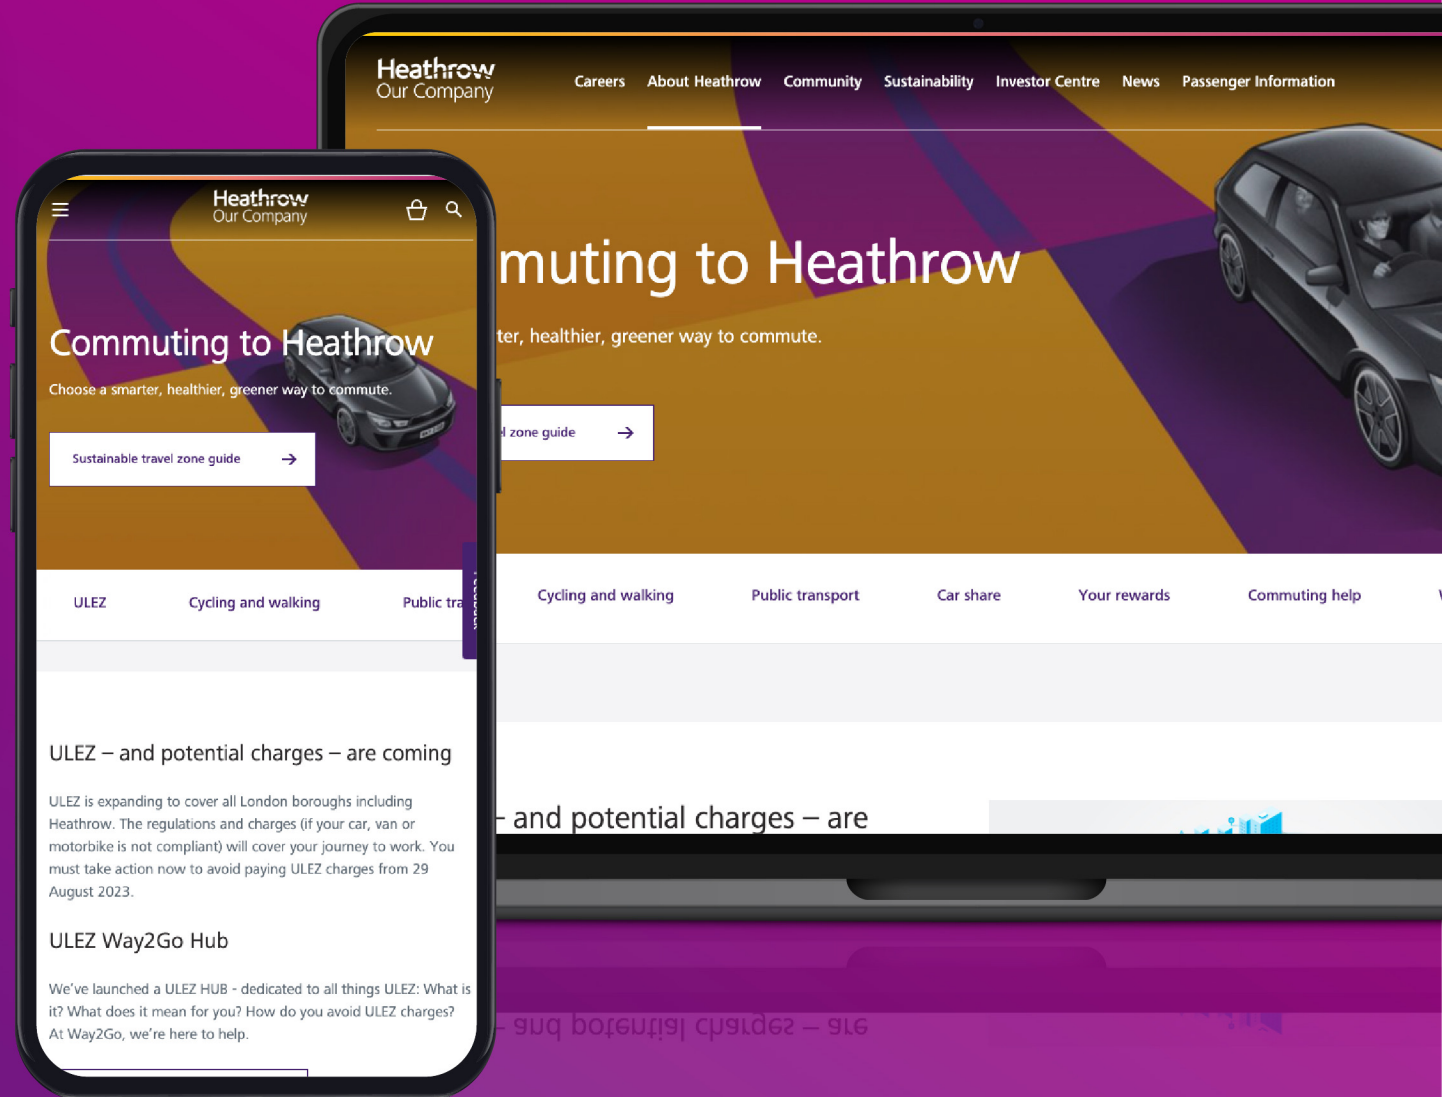 Heathrow
Our Company
Careers About Heathrow Community Sustainability Investor Centre News Passenger Information
muting to Heathrow
ter, healthier, greener way to commute.
l zone guide
Cycling and walking Public transport Car share Your rewards Commuting help
– and potential charges – are
Heathrow
Our Company
Commuting to Heathrow
Choose a smarter, healthier, greener way to commute.
Sustainable travel zone guide
ULEZ Cycling and walking Public tra
ULEZ – and potential charges – are coming
ULEZ is expanding to cover all London boroughs including
Heathrow. The regulations and charges (if your car, van or
motorbike is not compliant) will cover your journey to work. You
must take action now to avoid paying ULEZ charges from 29
August 2023.
ULEZ Way2Go Hub
We've launched a ULEZ HUB - dedicated to all things ULEZ: What is
it? What does it mean for you? How do you avoid ULEZ charges?
At Way2Go, we're here to help.